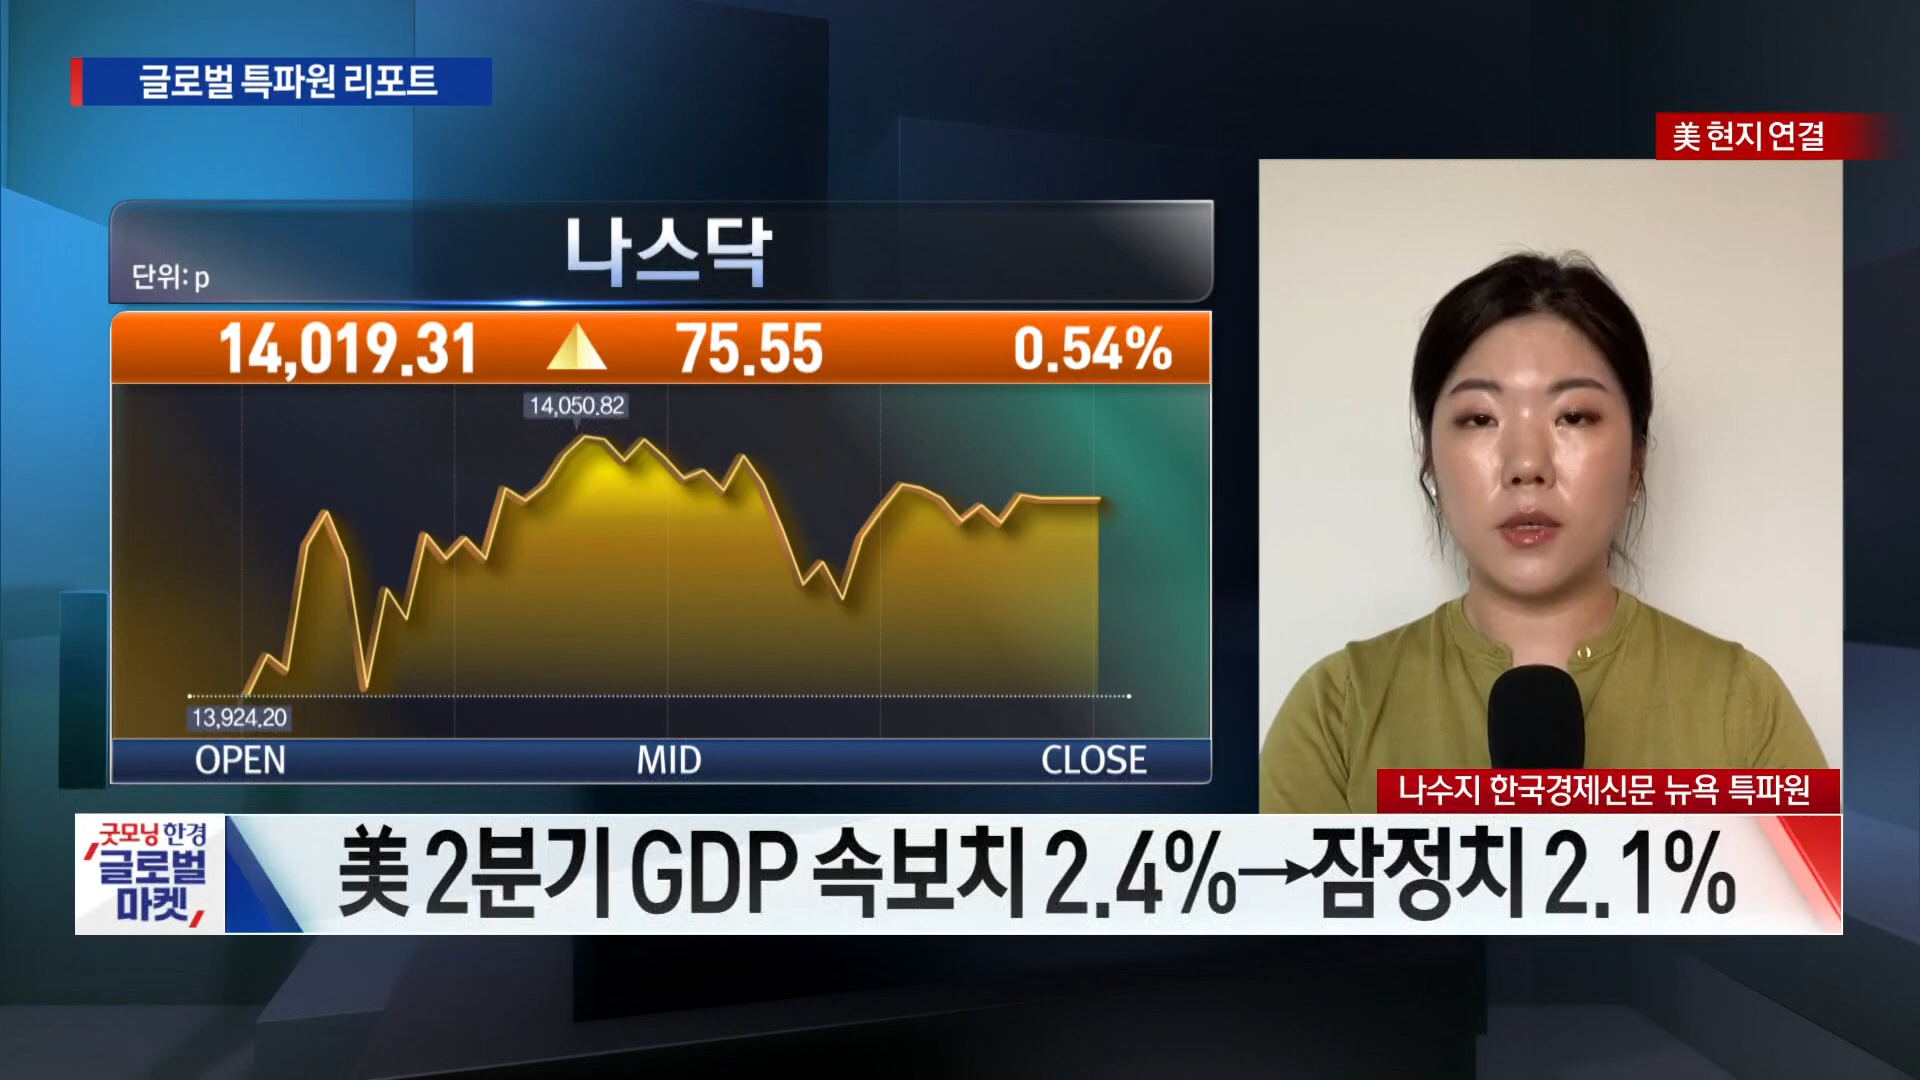 글로벌 특파원 리포트
美 현지 연결
나스닥
단위: p
14,019.31 ▲ 75.55 0.54%
14,050.82
13,924.20
OPEN MID CLOSE
나수지 한국경제신문 뉴욕 특파원
굿모닝 한경
글로벌
마켓
美 2분기 GDP 속보치 2.4%→잠정치 2.1%